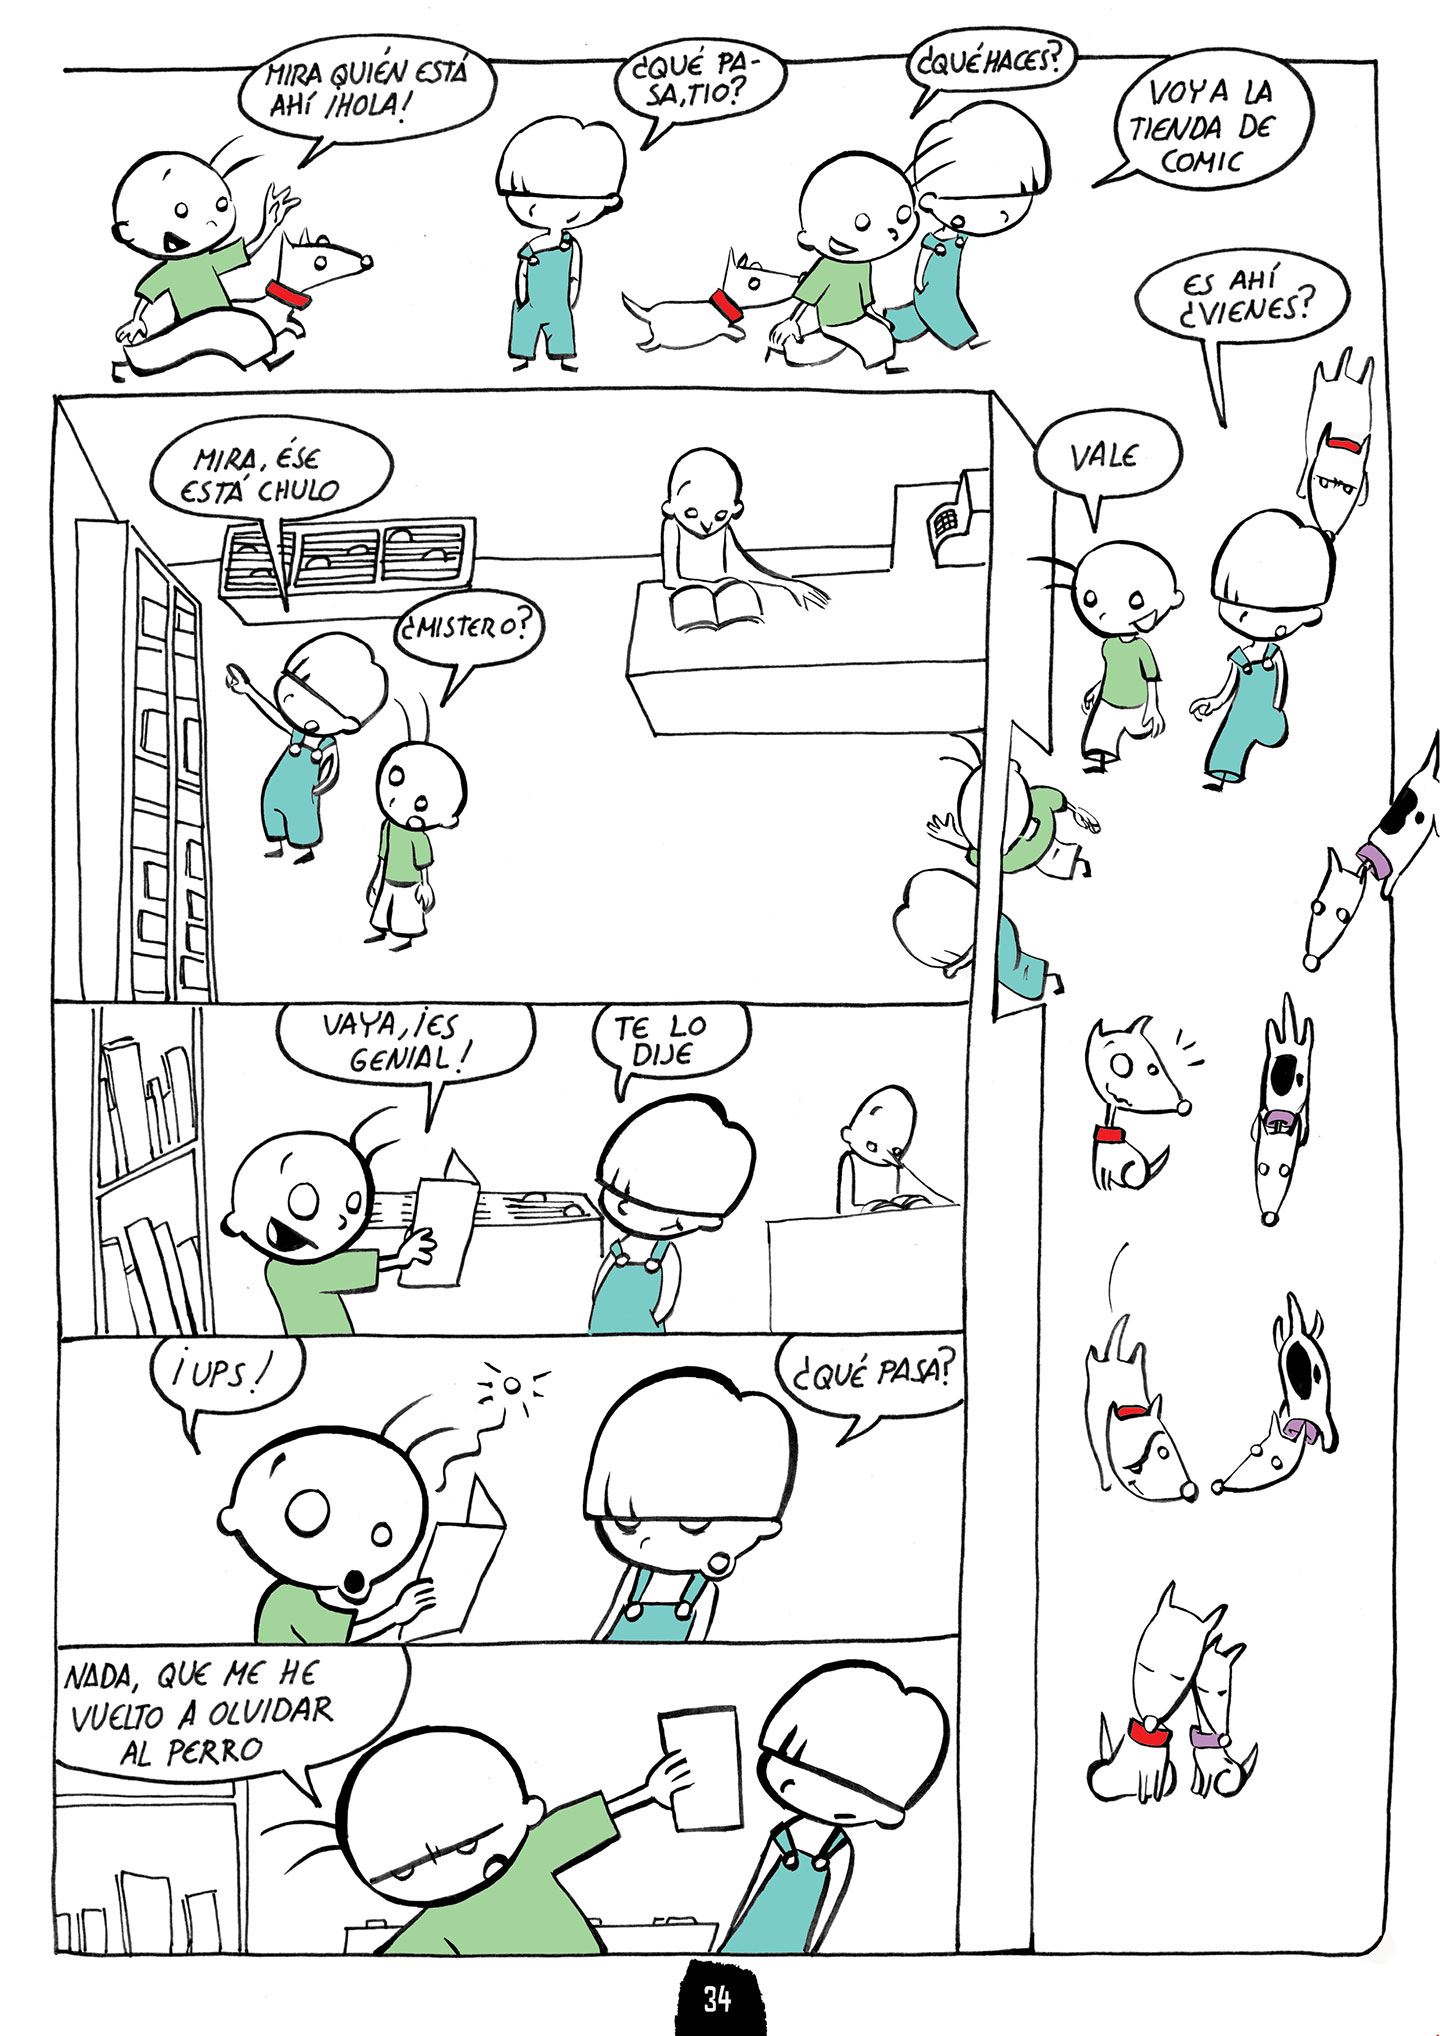 MIRA QUIÉN ESTÁ
AHÍ ¡HOLA!
¿QUÉ PA-
SA, TIO?
¿QUÉ HACES?
VOY A LA
TIENDA DE
COMIC
ES AHÍ
¿VIENES?
VALE
MIRA, ÉSE
ESTÁ CHULO
¿MISTERO?
VAYA, ¡ES
GENIAL!
TE LO
DIJE
¡UPS!
¿QUÉ PASA?
NADA, QUE ME HE
VUELTO A OLVIDAR
AL PERRO
34